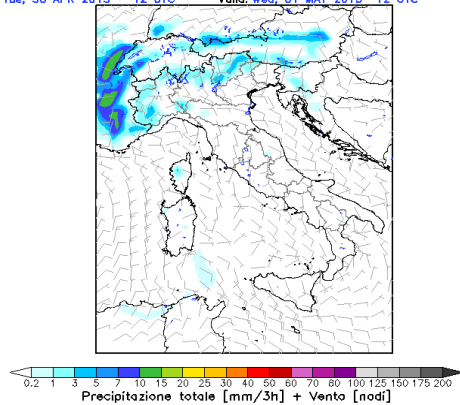 Tue, 30 APR 2013 12 UTC Valid: Wed, 01 MAY 2013 12 UTC
0.2 1 3 5 7 10 15 20 25 30 40 50 60 70 80 100 125 150 175 200
Precipitazione totale [mm/3h] + Vento [nodi]